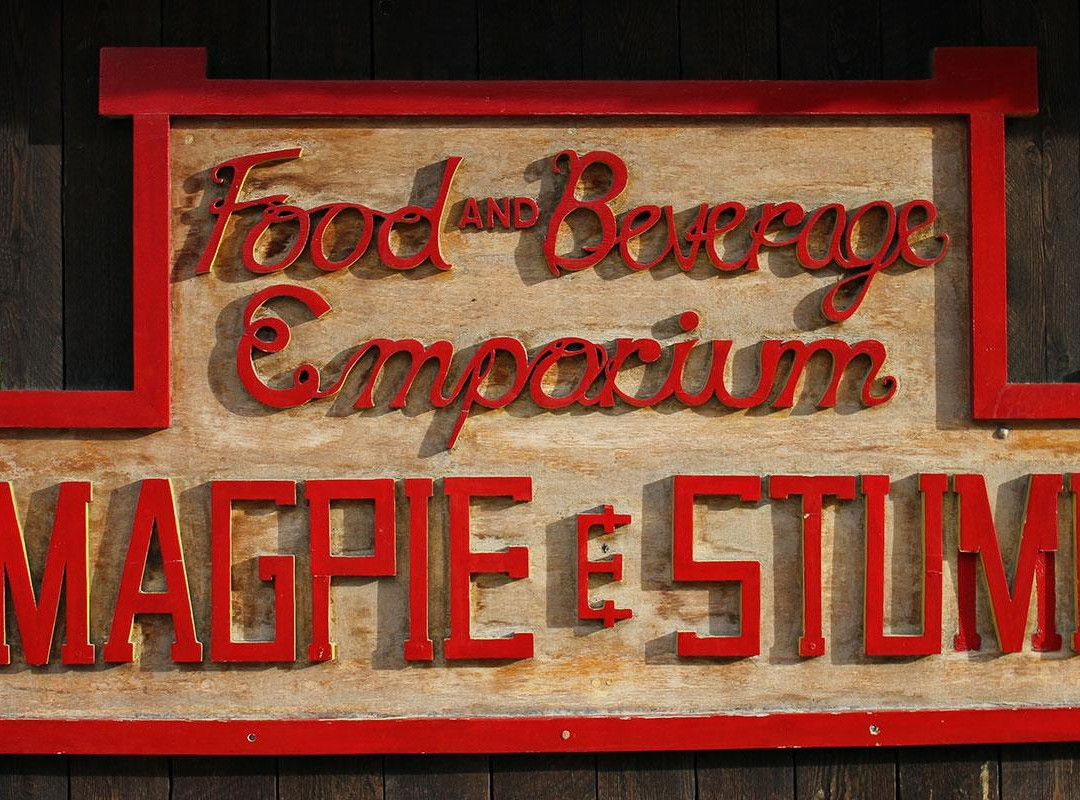 Food AND Beverage
Emporium
MAGPIE & STUM